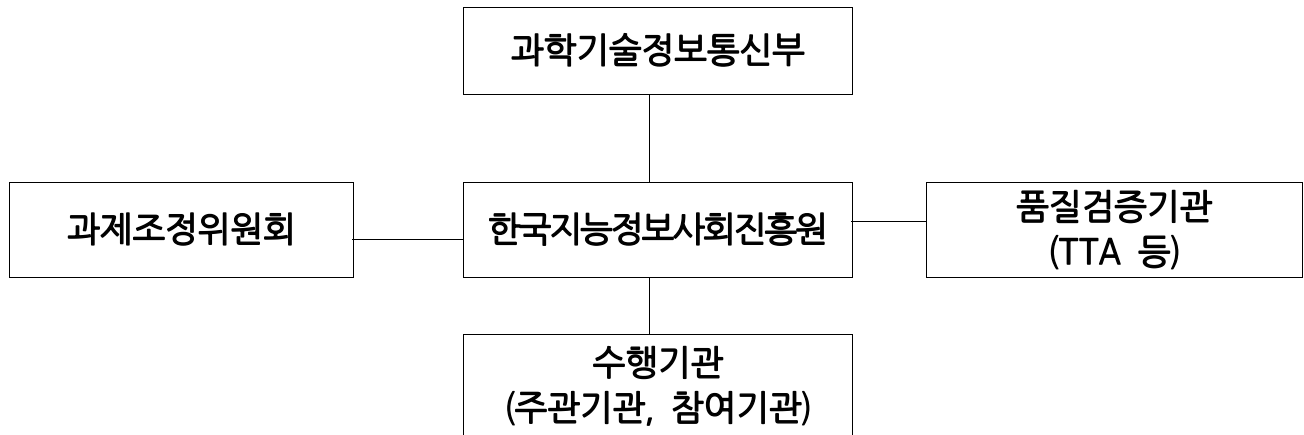 과학기술정보통신부
과제조정위원회
한국지능정보사회진흥원
품질검증기관
(TTA 등)
수행기관
(주관기관, 참여기관)